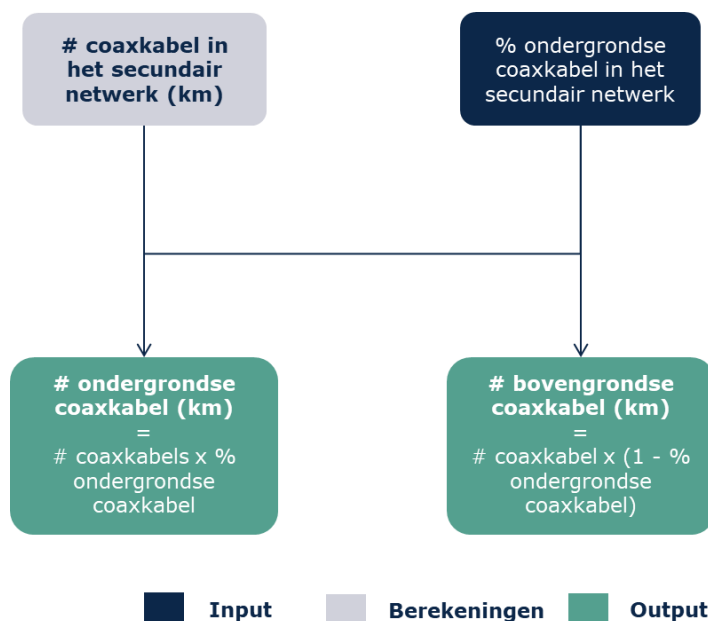 # coaxkabel in
het secundair
netwerk (km)
% ondergrondse
coaxkabel in het
secundair netwerk
# ondergrondse
coaxkabel (km)
=
# coaxkabels x %
ondergrondse
coaxkabel
# bovengrondse
coaxkabel (km)
=
# coaxkabel x (1 - %
ondergrondse
coaxkabel)
Input
Berekeningen
Output